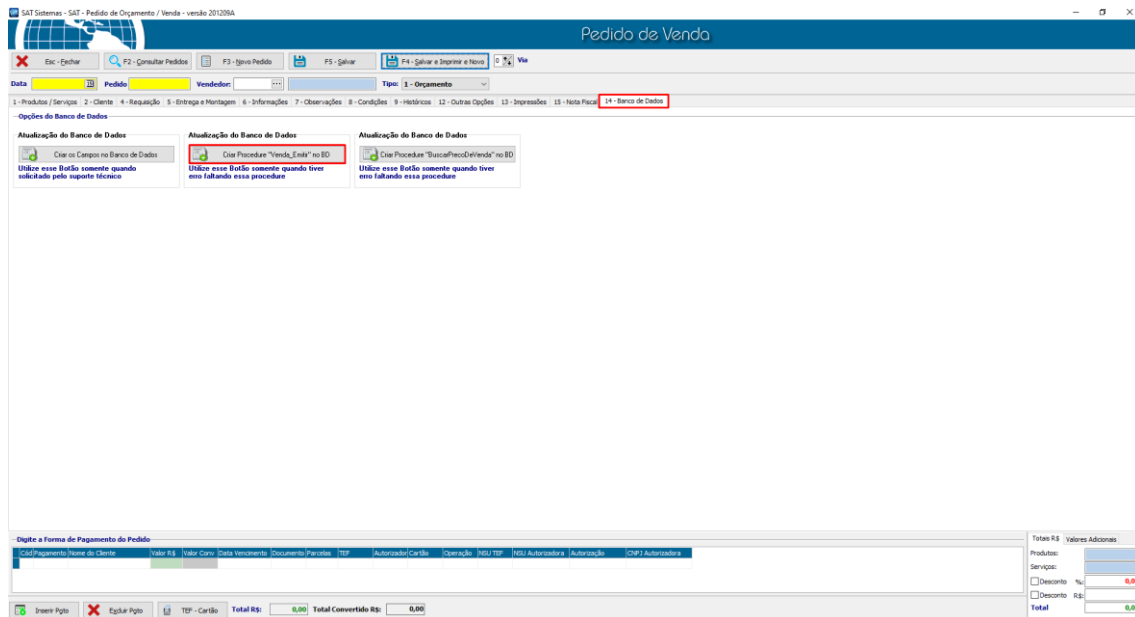 SAT Sistemas - SAT - Pedido de Orçamento / Venda - versão 201209A
Pedido de Venda
Esc - Fechar F2 - Consultar Pedidos F3 - Novo Pedido F5 - Salvar F4 - Salvar e Imprimir e Novo 0 Via
Data 15 Pedido Vendedor: ... Tipo: 1 - Orçamento
1 - Produtos / Serviços 2 - Cliente 4 - Requisição 5 - Entrega e Montagem 6 - Informações 7 - Observações 8 - Condições 9 - Históricos 12 - Outras Opções 13 - Impressões 15 - Nota Fiscal 14 - Banco de Dados
Opções do Banco de Dados
Atualização do Banco de Dados Atualização do Banco de Dados Atualização do Banco de Dados
Criar os Campos no Banco de Dados Criar Procedure "Venda_Emite" no BD Criar Procedure "BuscarPrecoDeVenda" no BD
Utilize esse Botão somente quando Utilize esse Botão somente quando tiver Utilize esse Botão somente quando tiver
solicitado pelo suporte técnico erro faltando essa procedure erro faltando essa procedure
Digite a Forma de Pagamento do Pedido
Cód Pagamento Nome do Cliente Valor R$ Valor Conv Data Vencimento Documento Parcelas TEF Autorizador Cartão Operação NSU TEF NSU Autorizadora Autorização CNPJ Autorizadora
Totais R$ Valores Adicionais
Produtos:
Serviços:
Desconto %: 0,0
Desconto R$:
Total 0,0
Inserir Pgto Excluir Pgto TEF - Cartão Total R$: 0,00 Total Convertido R$: 0,00